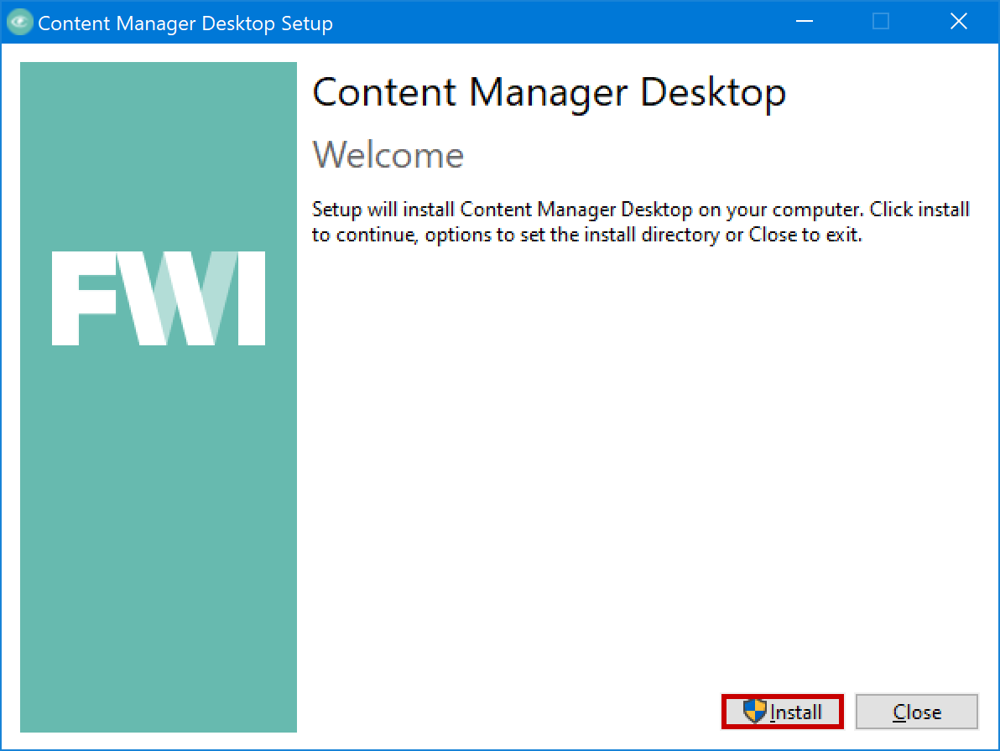 Content Manager Desktop Setup
Content Manager Desktop
Welcome
Setup will install Content Manager Desktop on your computer. Click install
to continue, options to set the install directory or Close to exit.
FWI
Install
Close